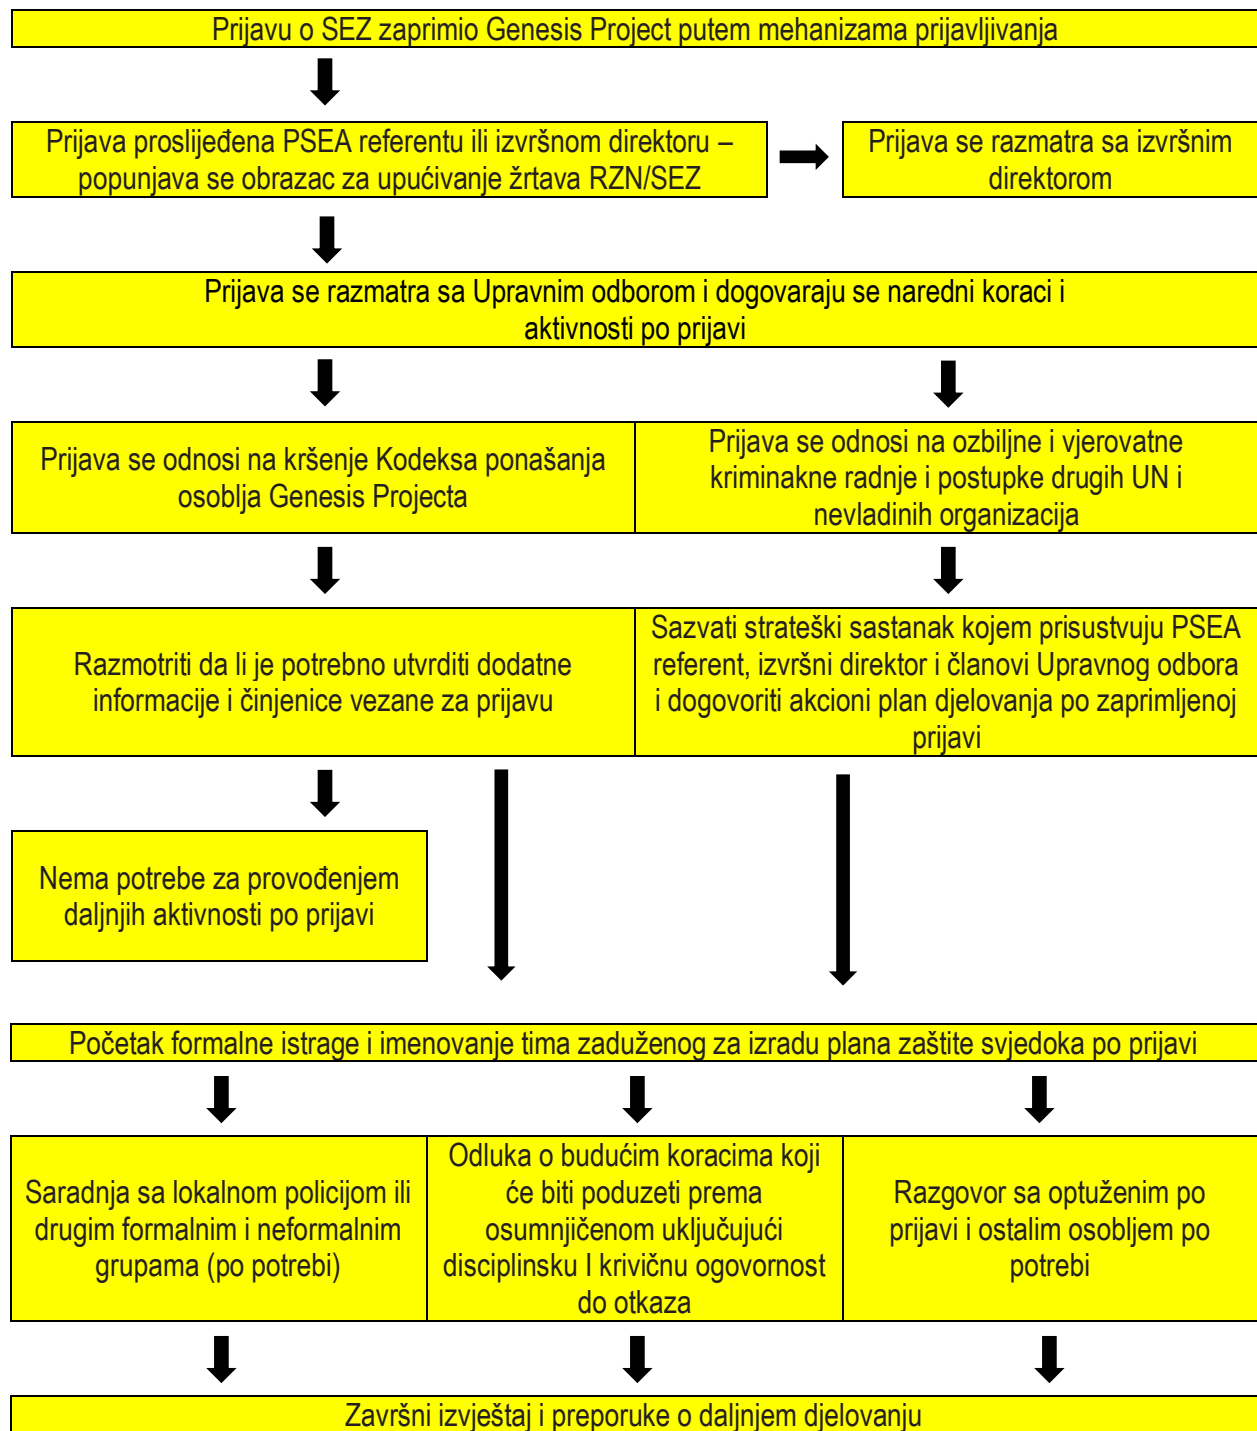 Prijavu o SEZ zaprimio Genesis Project putem mehanizama prijavljivanja
Prijava proslijeđena PSEA referentu ili izvršnom direktoru –
popunjava se obrazac za upućivanje žrtava RZN/SEZ
Prijava se razmatra sa izvršnim
direktorom
Prijava se razmatra sa Upravnim odborom i dogovaraju se naredni koraci i
aktivnosti po prijavi
Prijava se odnosi na kršenje Kodeksa ponašanja
osoblja Genesis Projecta
Prijava se odnosi na ozbiljne i vjerovatne
kriminakne radnje i postupke drugih UN i
nevladinih organizacija
Razmotriti da li je potrebno utvrditi dodatne
informacije i činjenice vezane za prijavu
Sazvati strateški sastanak kojem prisustvuju PSEA
referent, izvršni direktor i članovi Upravnog odbora
i dogovoriti akcioni plan djelovanja po zaprimljenoj
prijavi
Nema potrebe za provođenjem
daljnjih aktivnosti po prijavi
Početak formalne istrage i imenovanje tima zaduženog za izradu plana zaštite svjedoka po prijavi
Saradnja sa lokalnom policijom ili
drugim formalnim i neformalnim
grupama (po potrebi)
Odluka o budućim koracima koji
će biti poduzeti prema
osumnjičenom uključujući
disciplinsku I krivičnu ogovornost
do otkaza
Razgovor sa optuženim po
prijavi i ostalim osobljem po
potrebi
Završni izvještaj i preporuke o daljnjem djelovanju